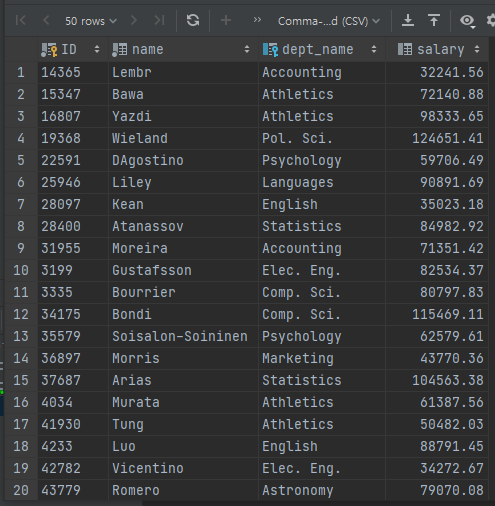 50 rows Comma-...d (CSV)
ID name dept_name salary
1 14365 Lembr Accounting 32241.56
2 15347 Bawa Athletics 72140.88
3 16807 Yazdi Athletics 98333.65
4 19368 Wieland Pol. Sci. 124651.41
5 22591 DAgostino Psychology 59706.49
6 25946 Liley Languages 90891.69
7 28097 Kean English 35023.18
8 28400 Atanassov Statistics 84982.92
9 31955 Moreira Accounting 71351.42
10 3199 Gustafsson Elec. Eng. 82534.37
11 3335 Bourrier Comp. Sci. 80797.83
12 34175 Bondi Comp. Sci. 115469.11
13 35579 Soisalon-Soininen Psychology 62579.61
14 36897 Morris Marketing 43770.36
15 37687 Arias Statistics 104563.38
16 4034 Murata Athletics 61387.56
17 41930 Tung Athletics 50482.03
18 4233 Luo English 88791.45
19 42782 Vicentino Elec. Eng. 34272.67
20 43779 Romero Astronomy 79070.08